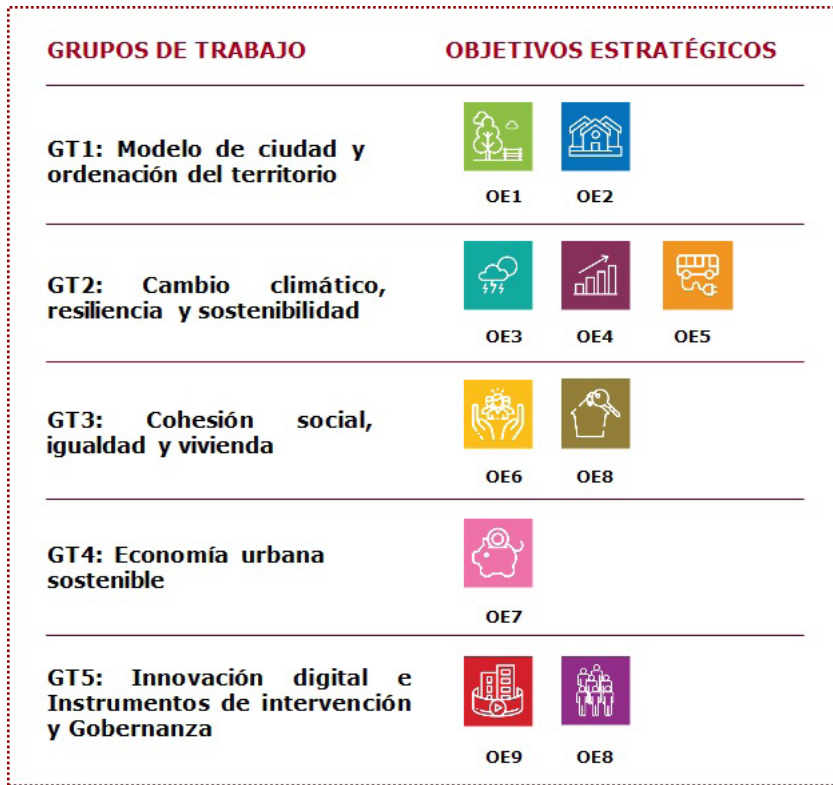 GRUPOS DE TRABAJO
OBJETIVOS ESTRATÉGICOS
GT1: Modelo de ciudad y
ordenación del territorio
OE1
OE2
GT2: Cambio climático,
resiliencia y sostenibilidad
OE3
OE4
OE5
GT3: Cohesión social,
igualdad y vivienda
OE6
OE8
GT4: Economía urbana
sostenible
OE7
GT5: Innovación digital e
Instrumentos de intervención
y Gobernanza
OE9
OE8